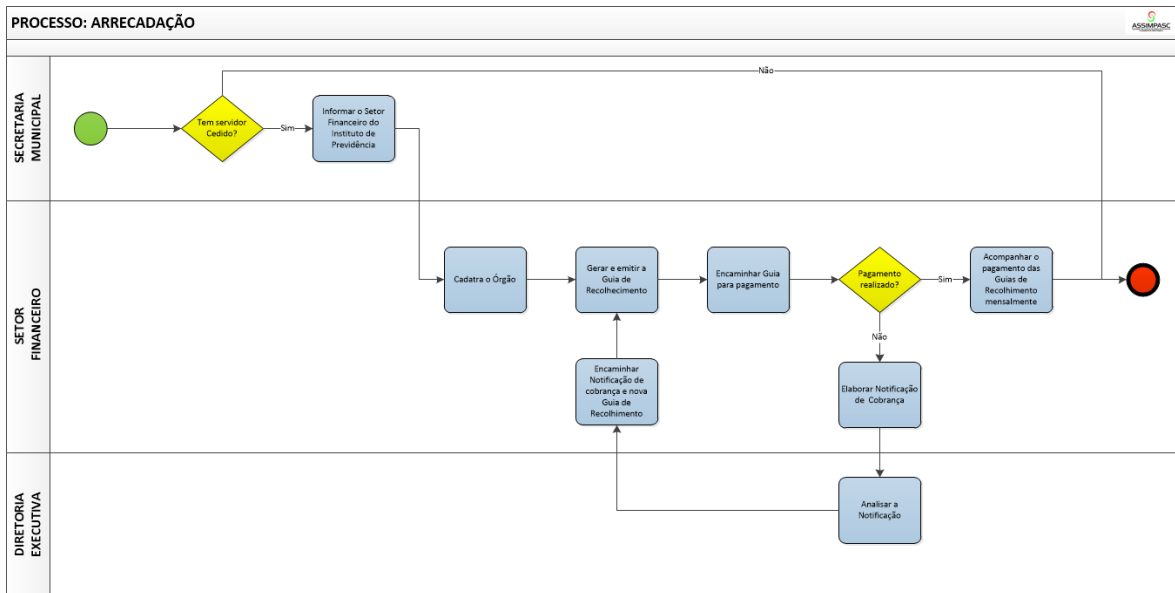 PROCESSO: ARRECADAÇÃO
ASSIMPASC
SECRETARIA
MUNICIPAL
Não
Tem servidor
Cedido?
Sim
Informar o Setor
Financeiro do
Instituto de
Previdência
SETOR
FINANCEIRO
Cadatra o Órgão
Gerar e emitir a
Guia de
Recolhecimento
Encaminhar Guia
para pagamento
Pagamento
realizado?
Sim
Acompanhar o
pagamento das
Guias de
Recolhimento
mensalmente
Não
Encaminhar
Notificação de
cobrança e nova
Guia de
Recolhimento
Elaborar Notificação
de Cobrança
DIRETORIA
EXECUTIVA
Analisar a
Notificação